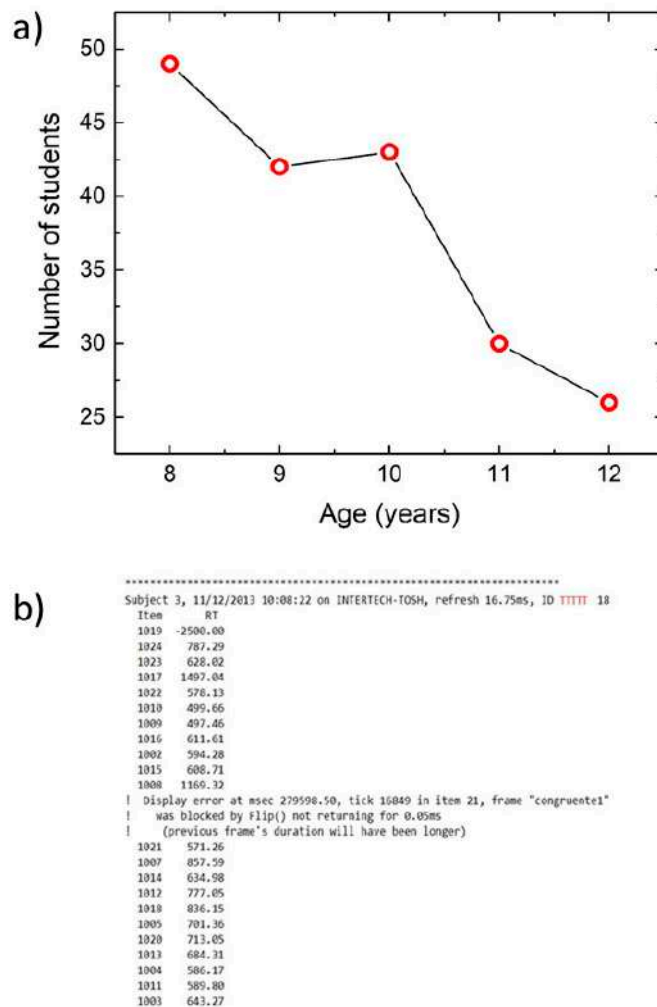 a)
50
45
40
35
30
25
Number of students
8 9 10 11 12
Age (years)
b)
********************************************************************************
Subject 3, 11/12/2013 10:08:22 on INTERTECH-TOSH, refresh 16.75ms, ID TTTTT 18
Item RT
1019 -2500.00
1024 787.29
1023 628.02
1017 1497.04
1022 578.13
1010 499.66
1009 497.46
1016 611.61
1002 594.28
1015 608.71
1008 1169.32
! Display error at msec 279598.50, tick 16849 in item 21, frame "congruente1"
! was blocked by Flip() not returning for 0.05ms
! (previous frame's duration will have been longer)
1021 571.26
1007 857.59
1014 634.98
1012 777.05
1018 836.15
1005 701.36
1020 713.05
1013 684.31
1004 586.17
1011 589.80
1003 643.27